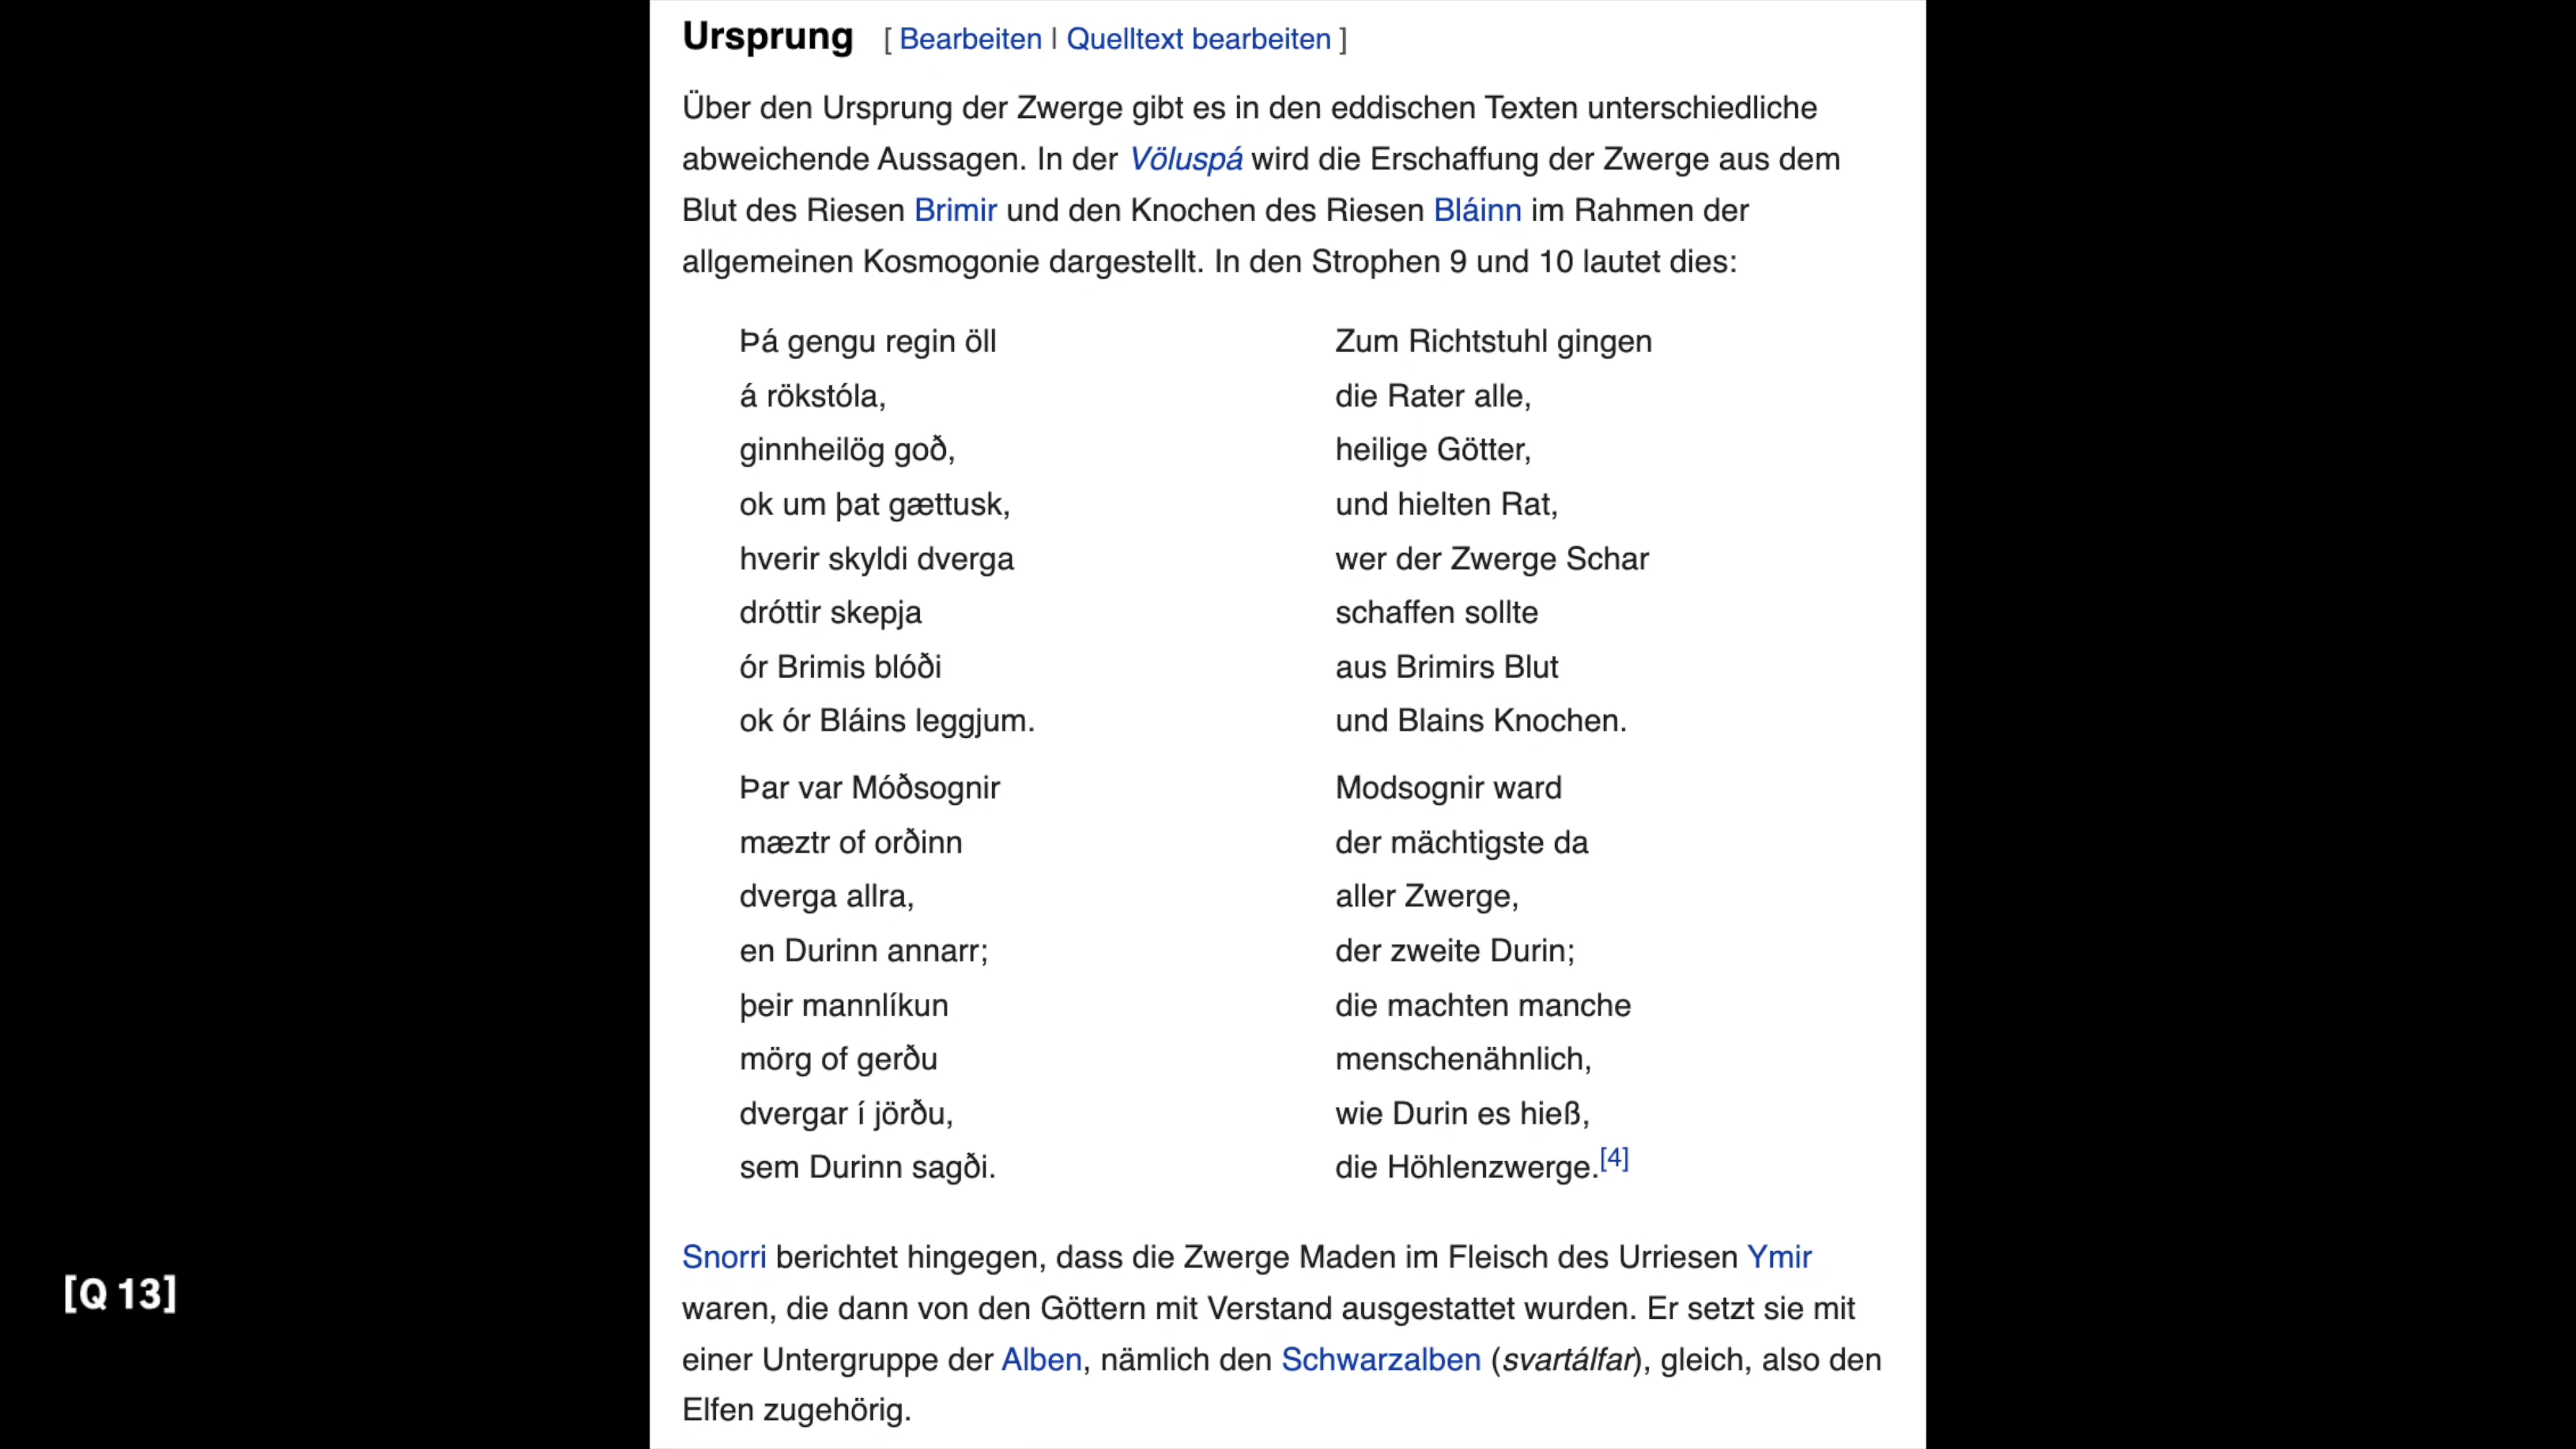 Ursprung [ Bearbeiten | Quelltext bearbeiten ]
Über den Ursprung der Zwerge gibt es in den eddischen Texten unterschiedliche
abweichende Aussagen. In der Völuspá wird die Erschaffung der Zwerge aus dem
Blut des Riesen Brimir und den Knochen des Riesen Bláinn im Rahmen der
allgemeinen Kosmogonie dargestellt. In den Strophen 9 und 10 lautet dies:
Þá gengu regin öll
á rökstóla,
ginnheilög goð,
ok um þat gættusk,
hverir skyldi dverga
dróttir skepja
ór Brimis blóði
ok ór Bláins leggjum.
Þar var Móðsognir
mæztr of orðinn
dverga allra,
en Durinn annarr;
þeir mannlíkun
mörg of gerðu
dvergar í jörðu,
sem Durinn sagði.
Zum Richtstuhl gingen
die Rater alle,
heilige Götter,
und hielten Rat,
wer der Zwerge Schar
schaffen sollte
aus Brimirs Blut
und Blains Knochen.
Modsognir ward
der mächtigste da
aller Zwerge,
der zweite Durin;
die machten manche
menschenähnlich,
wie Durin es hieß,
die Höhlenzwerge.[4]
Snorri berichtet hingegen, dass die Zwerge Maden im Fleisch des Urriesen Ymir
waren, die dann von den Göttern mit Verstand ausgestattet wurden. Er setzt sie mit
einer Untergruppe der Alben, nämlich den Schwarzalben (svartálfar), gleich, also den
Elfen zugehörig.
[Q 13]